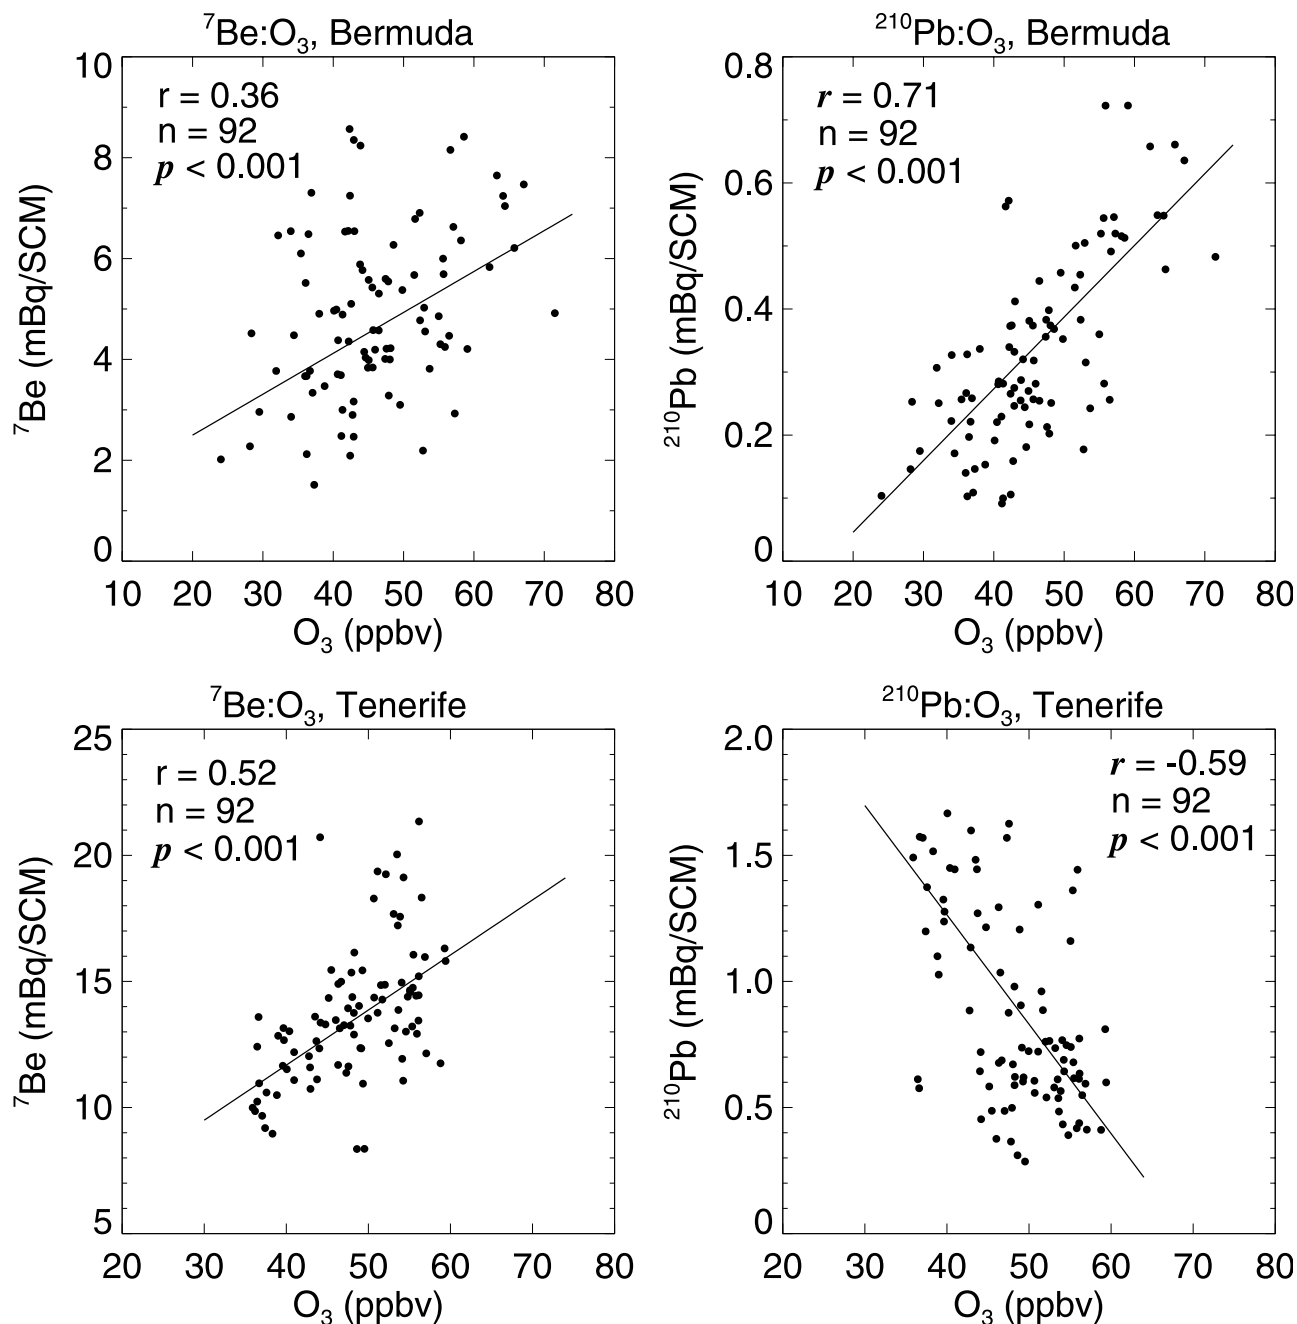 ⁷Be:O₃, Bermuda
r = 0.36
n = 92
p < 0.001
⁷Be (mBq/SCM)
10
8
6
4
2
0
10 20 30 40 50 60 70 80
O₃ (ppbv)
²¹⁰Pb:O₃, Bermuda
r = 0.71
n = 92
p < 0.001
²¹⁰Pb (mBq/SCM)
0.8
0.6
0.4
0.2
0
10 20 30 40 50 60 70 80
O₃ (ppbv)
⁷Be:O₃, Tenerife
r = 0.52
n = 92
p < 0.001
⁷Be (mBq/SCM)
25
20
15
10
5
20 30 40 50 60 70 80
O₃ (ppbv)
²¹⁰Pb:O₃, Tenerife
r = -0.59
n = 92
p < 0.001
²¹⁰Pb (mBq/SCM)
2.0
1.5
1.0
0.5
0
20 30 40 50 60 70 80
O₃ (ppbv)